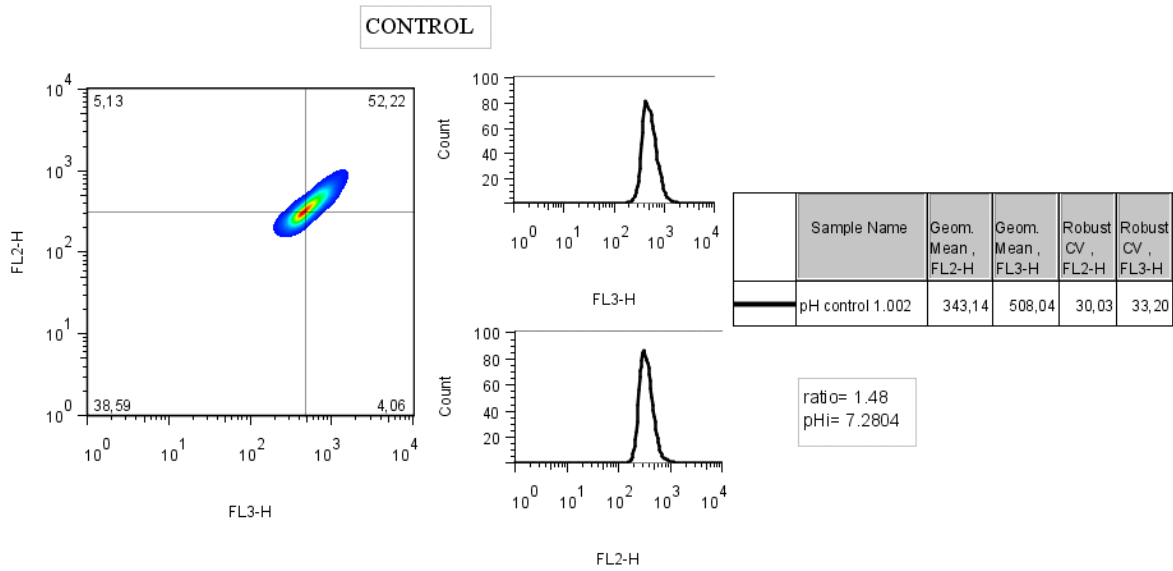 CONTROL
10^4
10^3
10^2
10^1
10^0
FL2-H
5,13
52,22
38,59
4,06
10^0 10^1 10^2 10^3 10^4
FL3-H
100
80
60
40
20
Count
10^0 10^1 10^2 10^3 10^4
FL3-H
100
80
60
40
20
Count
10^0 10^1 10^2 10^3 10^4
FL2-H
Sample Name
Geom.
Mean ,
FL2-H
Geom.
Mean ,
FL3-H
Robust
CV ,
FL2-H
Robust
CV ,
FL3-H
pH control 1.002 343,14 508,04 30,03 33,20
ratio= 1.48
pHi= 7.2804